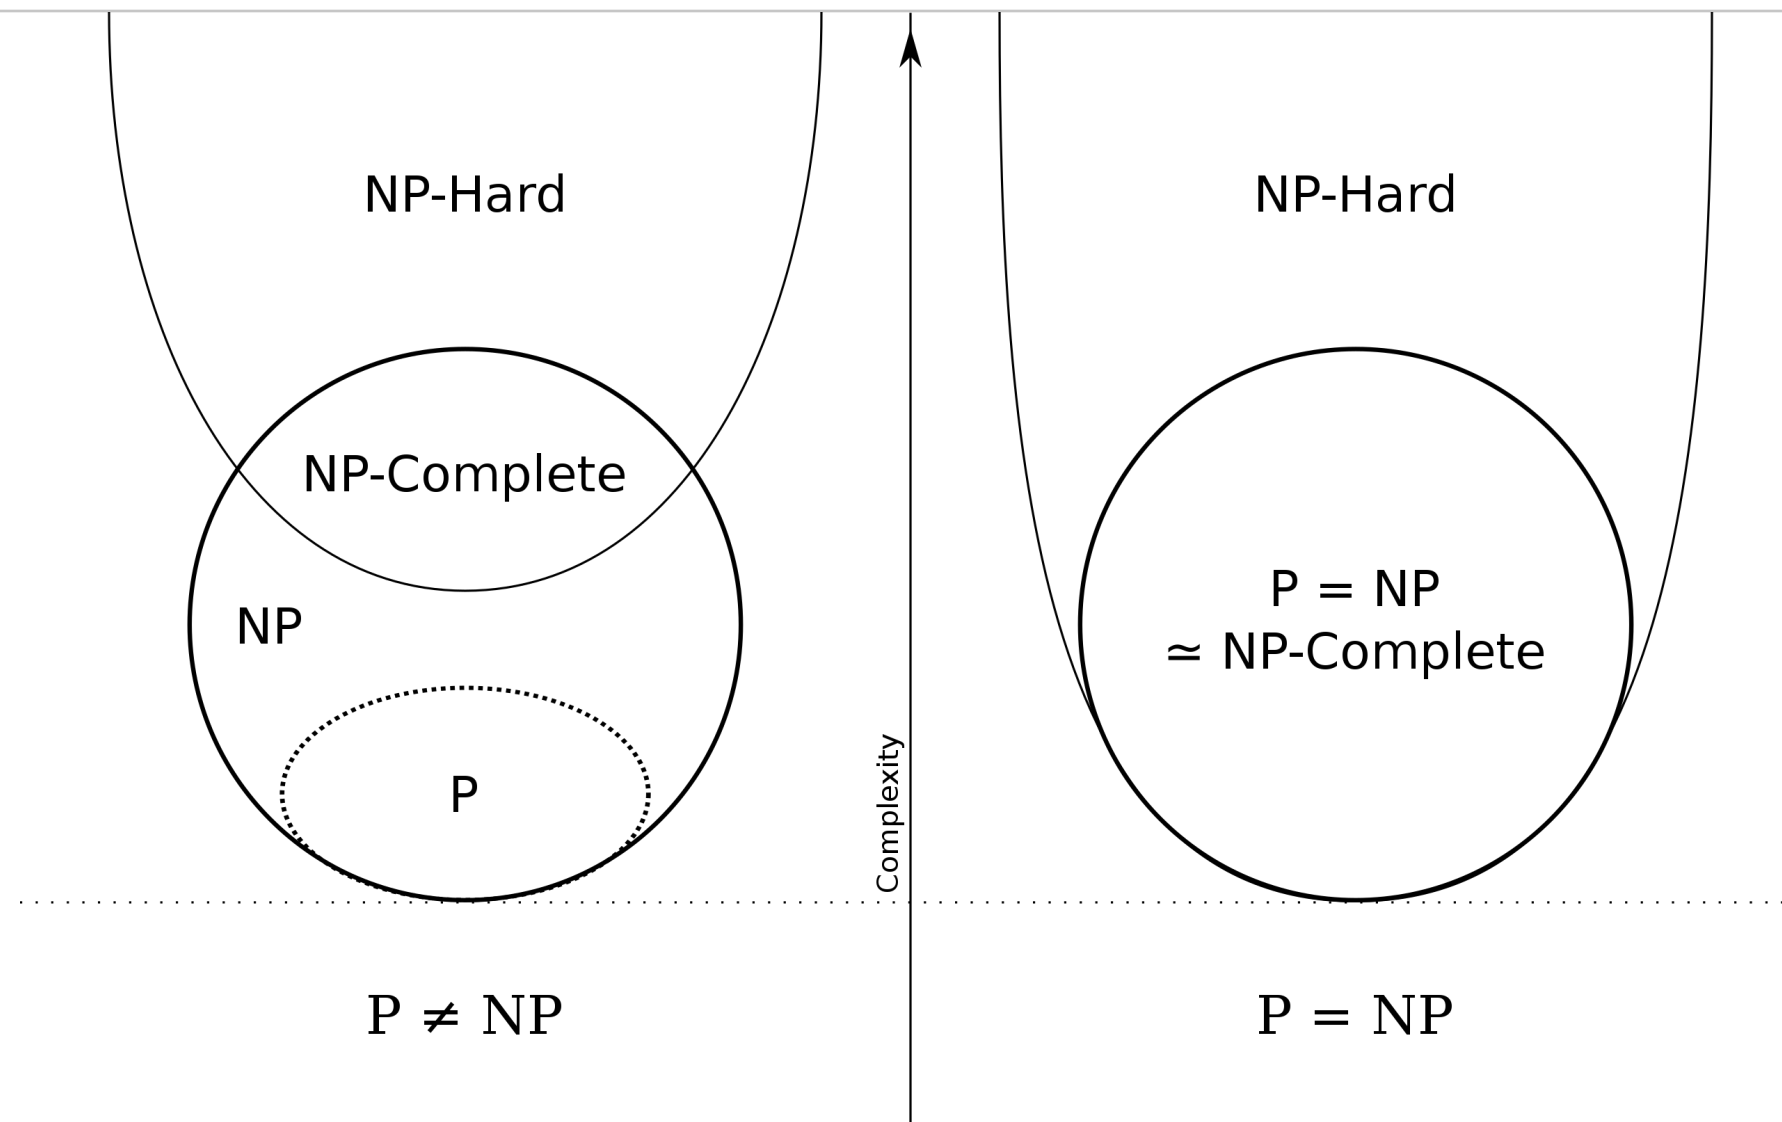 NP-Hard
NP-Complete
NP
P
P ≠ NP
Complexity
NP-Hard
P = NP
≃ NP-Complete
P = NP